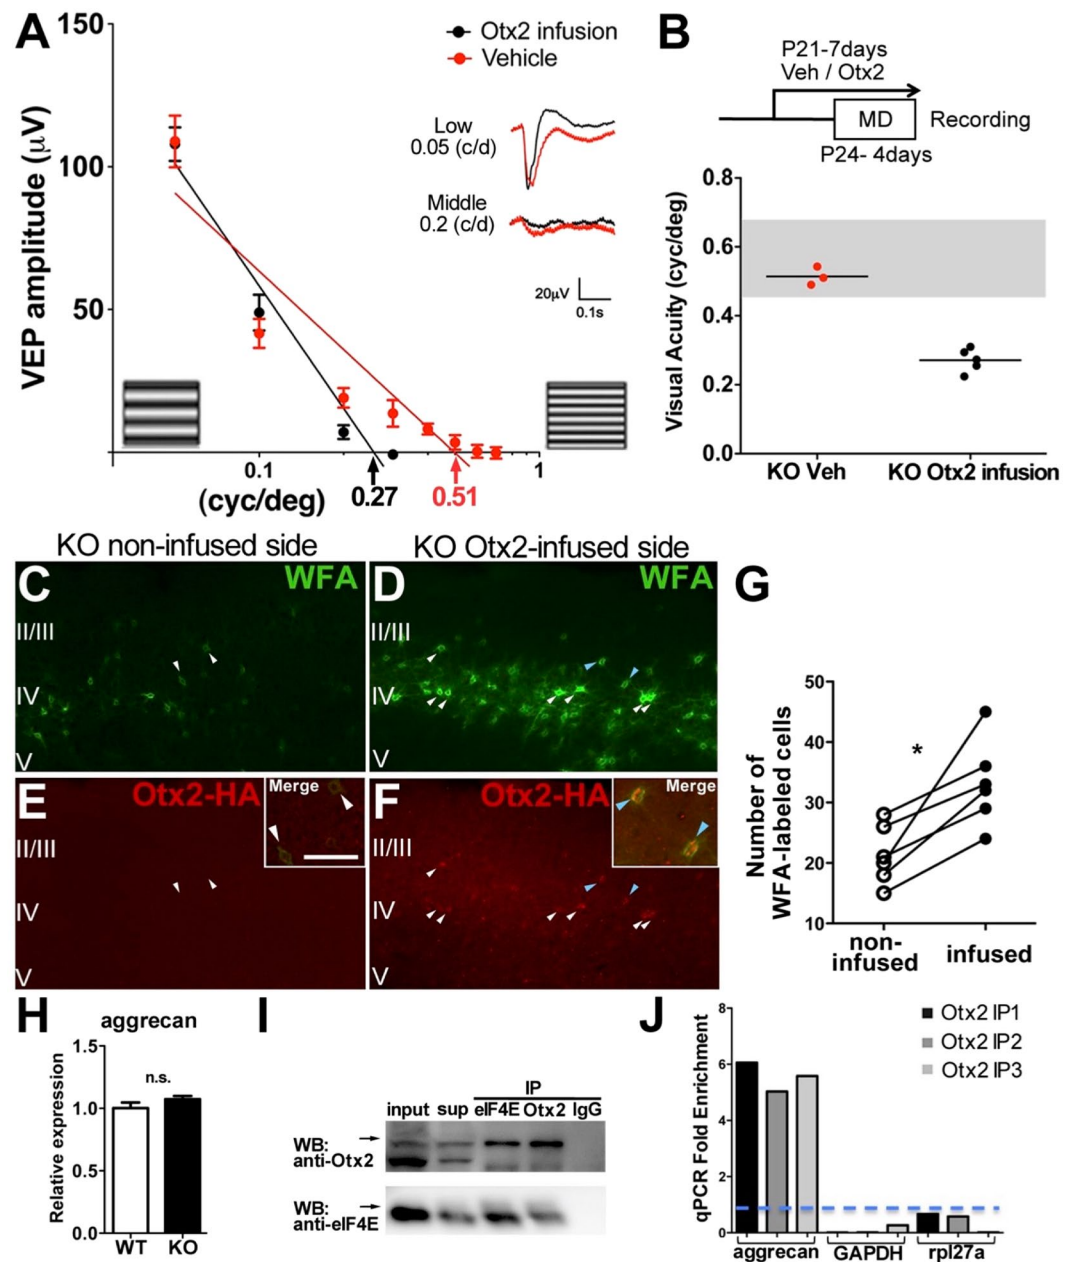 A
150
100
50
VEP amplitude (µV)
Otx2 infusion
Vehicle
Low
0.05 (c/d)
Middle
0.2 (c/d)
20µV
0.1s
0.1
1
(cyc/deg)
0.27
0.51
B
P21-7days
Veh / Otx2
MD
Recording
P24- 4days
Visual Acuity (cyc/deg)
0.8
0.6
0.4
0.2
0.0
KO Veh
KO Otx2 infusion
KO non-infused side
KO Otx2-infused side
C
WFA
II/III
IV
V
D
WFA
II/III
IV
V
E
Otx2-HA
Merge
II/III
IV
V
F
Otx2-HA
Merge
II/III
IV
V
G
Number of
WFA-labeled cells
50
40
30
20
10
*
non-
infused
infused
H
aggrecan
Relative expression
1.5
1.0
0.5
0.0
n.s.
WT
KO
I
IP
input sup eIF4E Otx2 IgG
WB:
anti-Otx2
WB:
anti-eIF4E
J
qPCR Fold Enrichment
8
6
4
2
0
Otx2 IP1
Otx2 IP2
Otx2 IP3
aggrecan
GAPDH
rpl27a